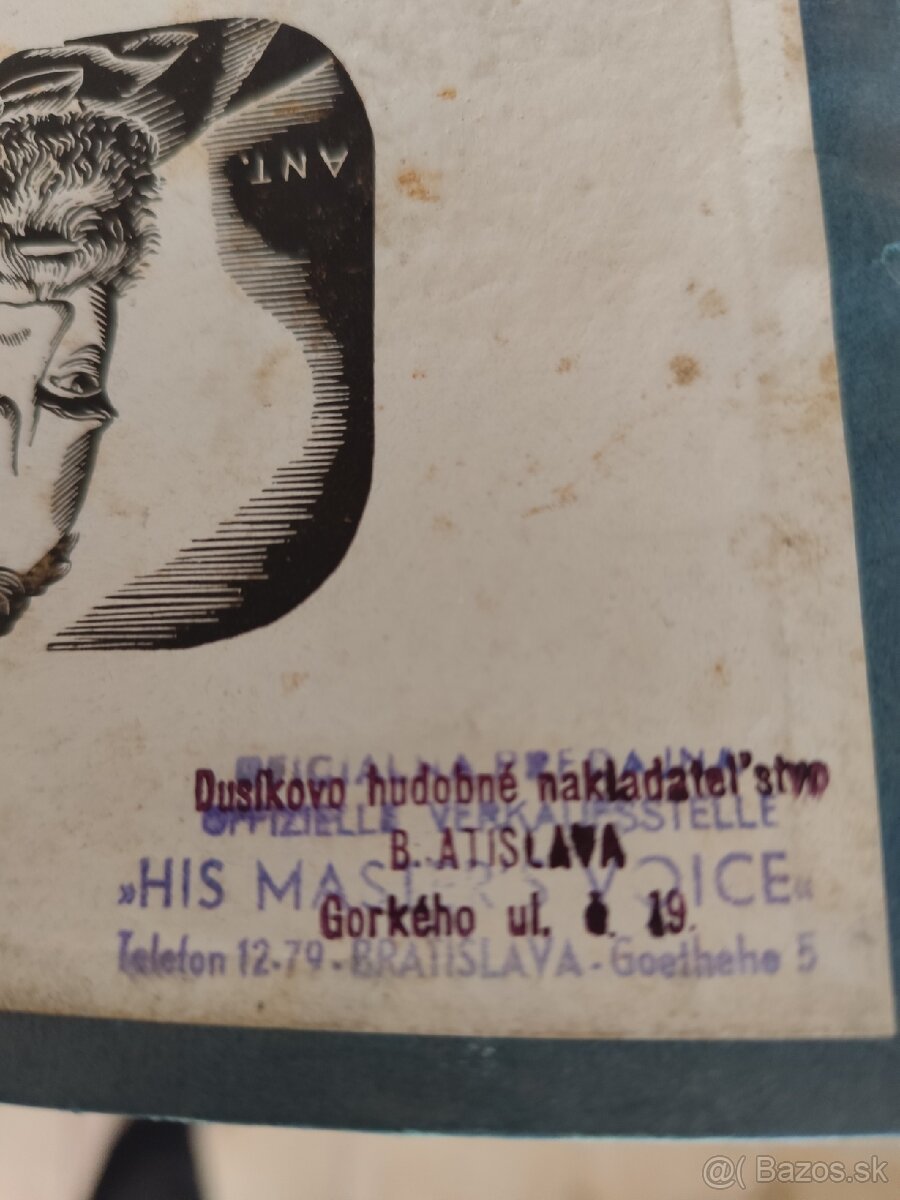 ANT.
OFICIÁLNA PREDAJŇA
Dusíkovo hudobné nakladateľstvo
OFFIZIELLE VERKAUFSSTELLE
B. ATISLAVA
»HIS MASTER'S VOICE«
Gorkého ul. č. 19.
Telefon 12-79 - BRATISLAVA - Goetheho 5
@( Bazos.sk